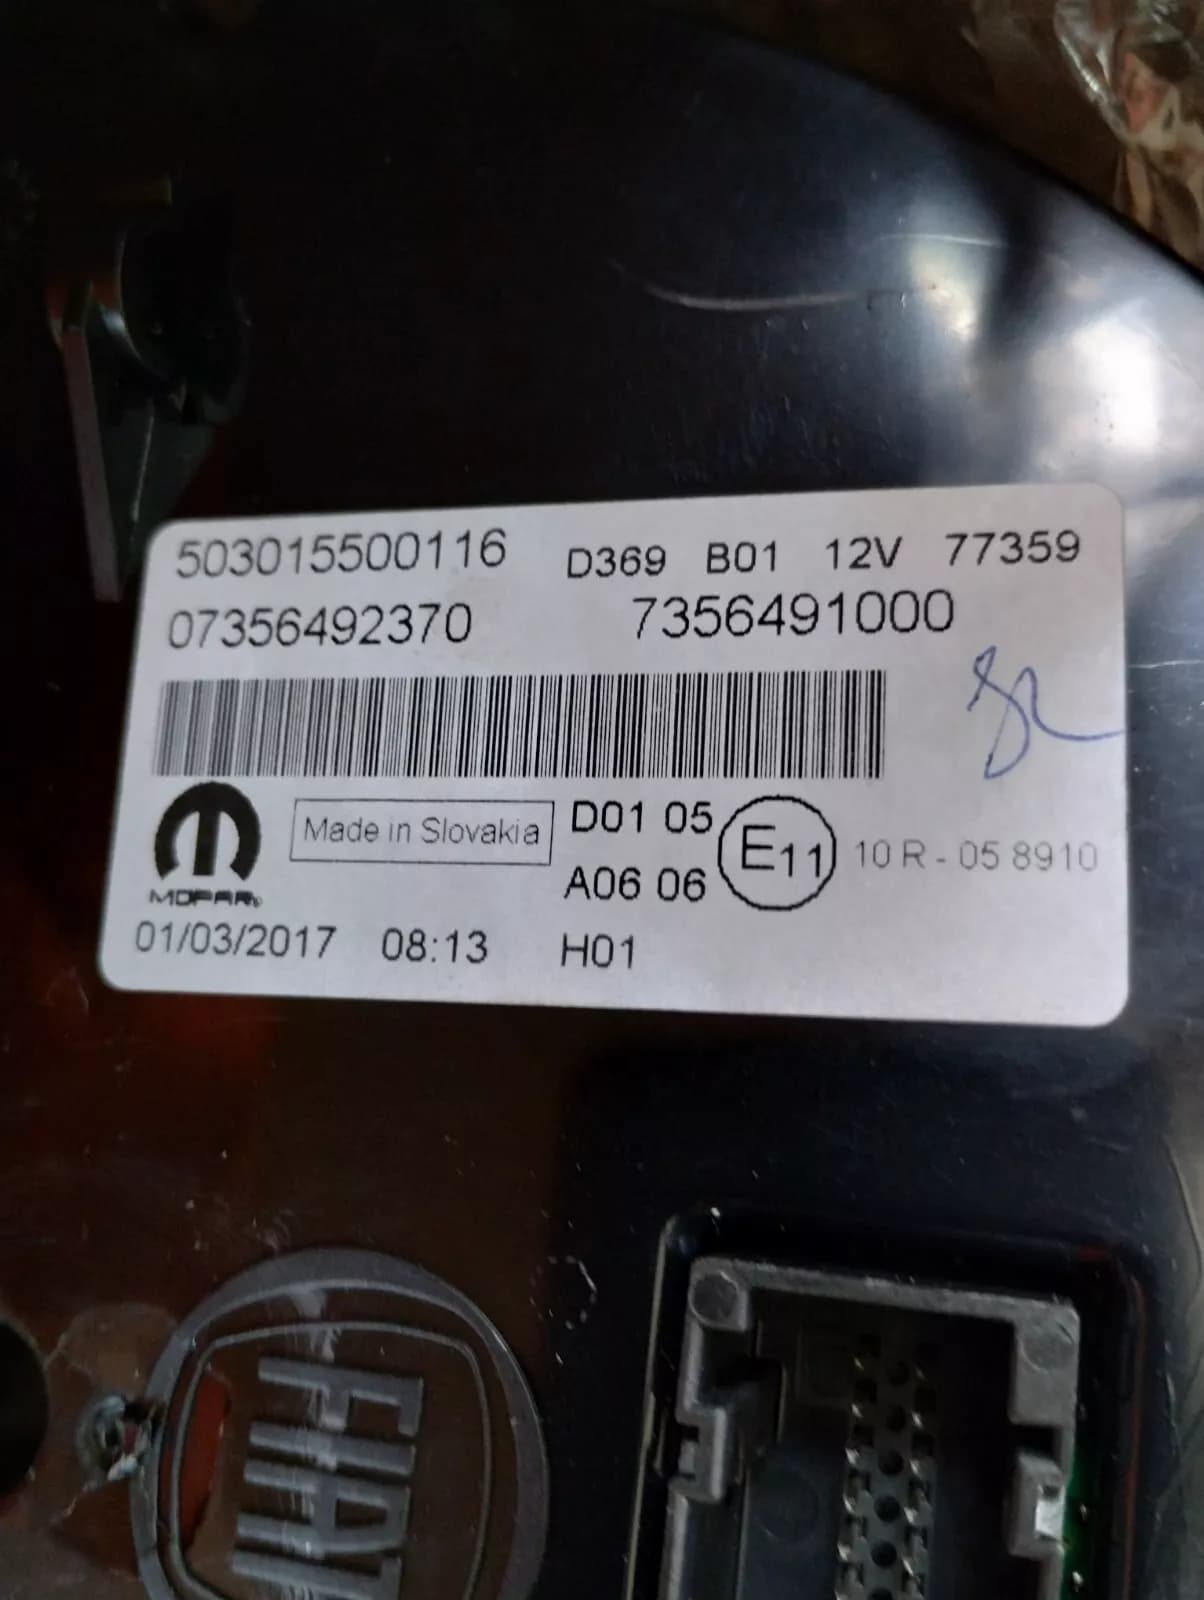 503015500116 D369 B01 12V 77359
07356492370 7356491000
MOPAR
Made in Slovakia
D01 05
A06 06
E11
10 R - 05 8910
01/03/2017 08:13 H01
FIAT